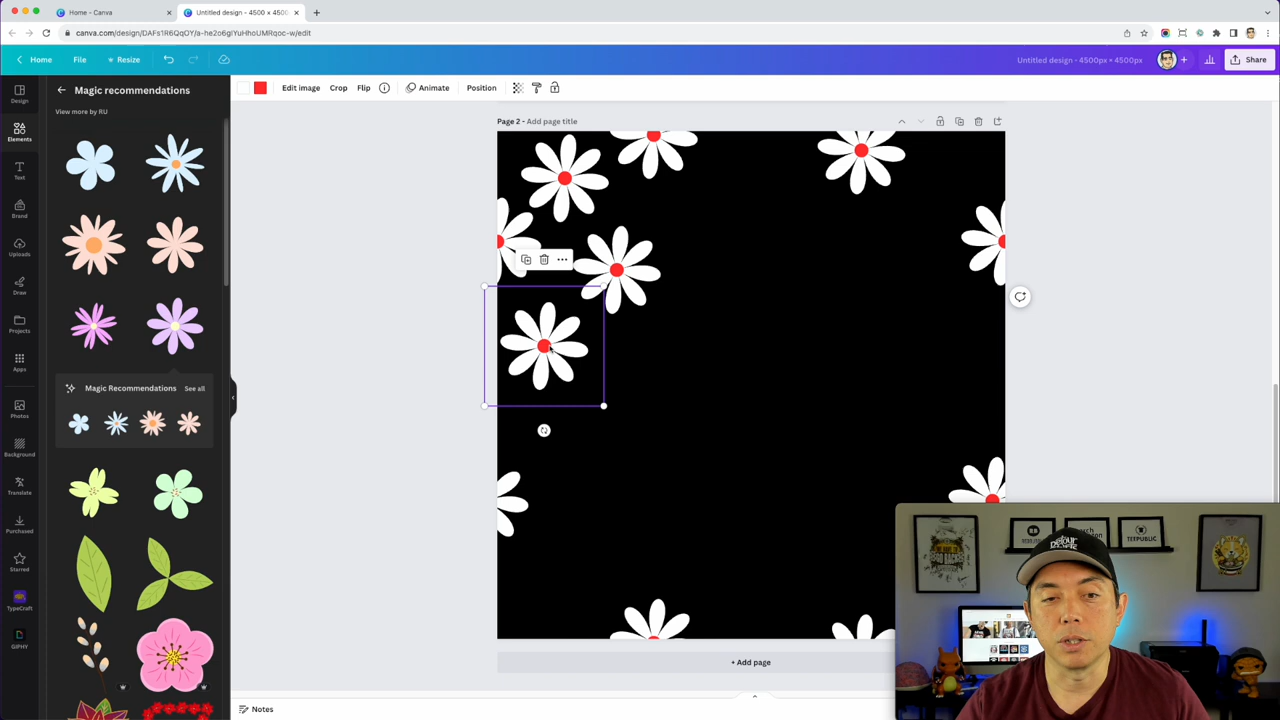 Home - Canva
Untitled design - 4500 × 4500
canva.com/design/DAFs1R6QqOY/a-he2o6glYuHhoUMRqoc-w/edit
Home
File
Resize
Untitled design - 4500px × 4500px
Share
Design
Elements
Text
Brand
Uploads
Draw
Projects
Apps
Photos
Background
Translate
Purchased
Starred
TypeCraft
GIPHY
Magic recommendations
View more by RU
Magic Recommendations
See all
Edit image
Crop
Flip
Animate
Position
Page 2 - Add page title
+ Add page
Notes
TEEPUBLIC